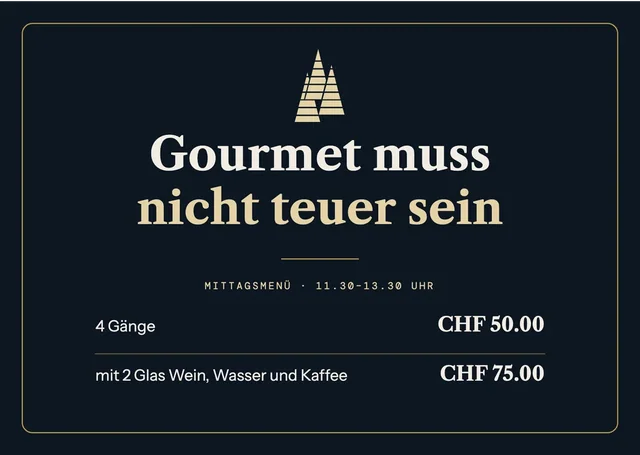 Gourmet muss
nicht teuer sein
MITTAGSMENÜ · 11.30–13.30 UHR
4 Gänge CHF 50.00
mit 2 Glas Wein, Wasser und Kaffee CHF 75.00